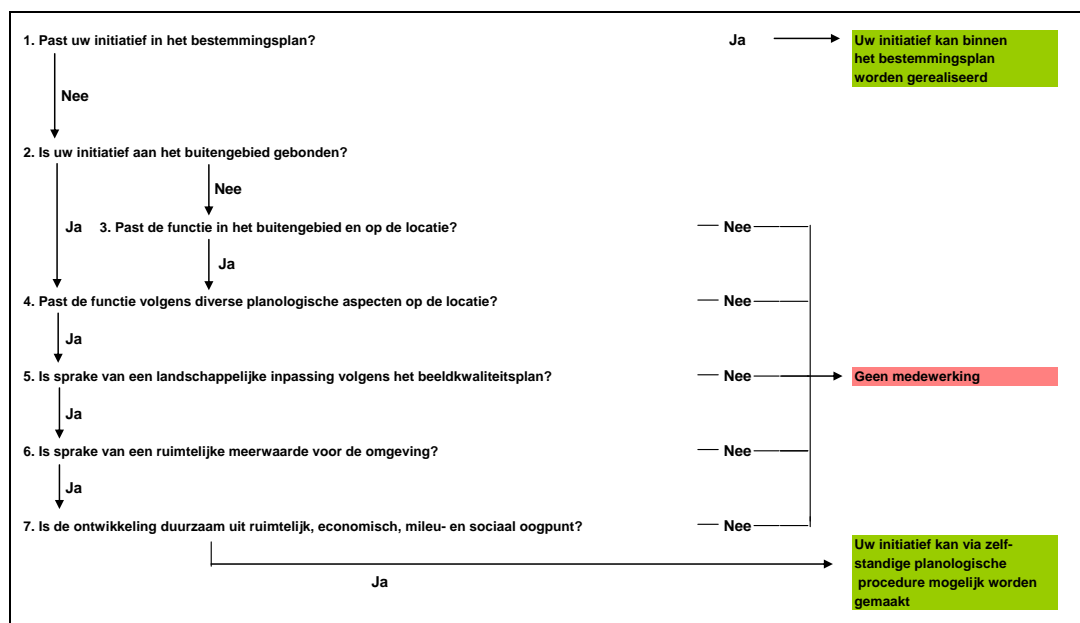 1. Past uw initiatief in het bestemmingsplan?
Ja
Uw initiatief kan binnen
het bestemmingsplan
worden gerealiseerd
Nee
2. Is uw initiatief aan het buitengebied gebonden?
Nee
Ja
3. Past de functie in het buitengebied en op de locatie?
Nee
Ja
4. Past de functie volgens diverse planologische aspecten op de locatie?
Nee
Ja
5. Is sprake van een landschappelijke inpassing volgens het beeldkwaliteitsplan?
Nee
Geen medewerking
Ja
6. Is sprake van een ruimtelijke meerwaarde voor de omgeving?
Nee
Ja
7. Is de ontwikkeling duurzaam uit ruimtelijk, economisch, mileu- en sociaal oogpunt?
Nee
Uw initiatief kan via zelf-
standige planologische
procedure mogelijk worden
gemaakt
Ja